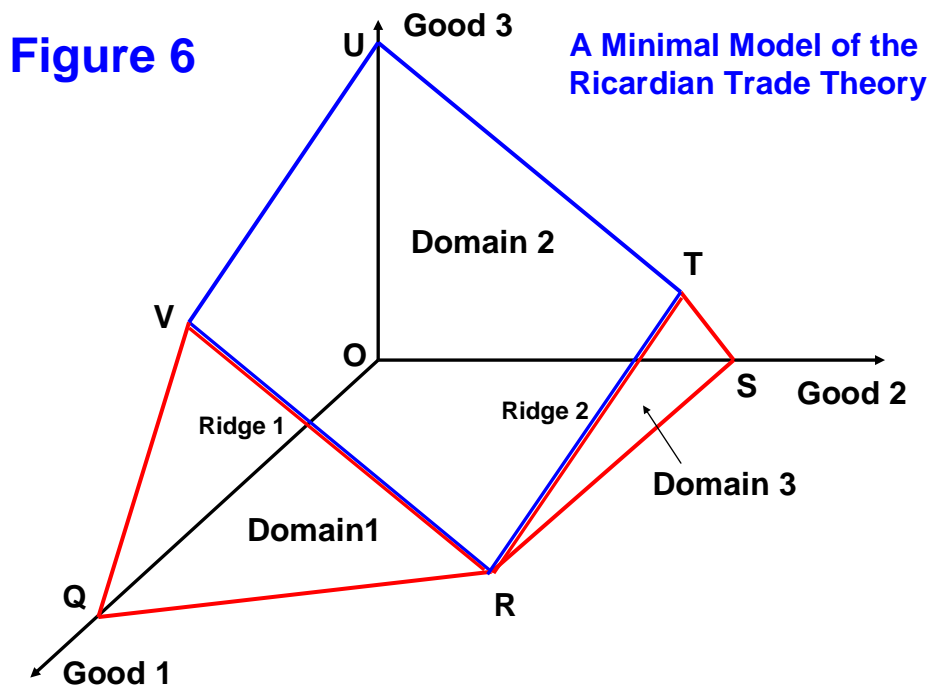 Figure 6
U
Good 3
A Minimal Model of the
Ricardian Trade Theory
Domain 2
T
V
O
S
Good 2
Ridge 1
Ridge 2
Domain 3
Domain1
Q
R
Good 1